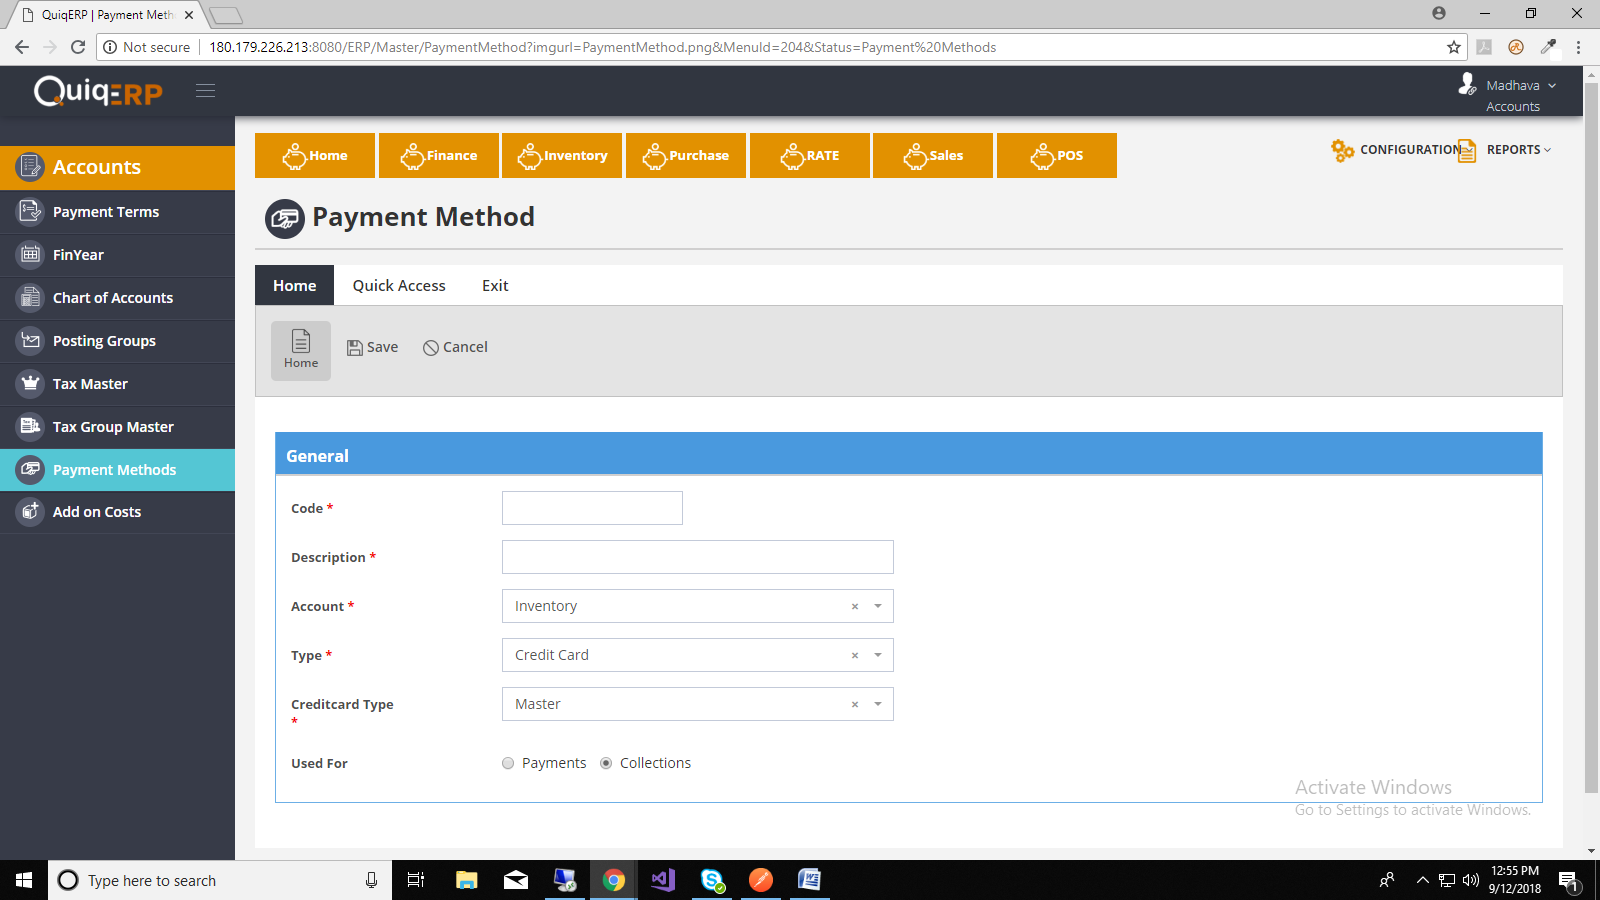 QuiqERP | Payment Meth
Not secure
180.179.226.213:8080/ERP/Master/PaymentMethod?imgurl=PaymentMethod.png&MenuId=204&Status=Payment%20Methods
QuiqERP
Madhava
Accounts
Home
Finance
Inventory
Purchase
RATE
Sales
POS
CONFIGURATION
REPORTS
Accounts
Payment Terms
FinYear
Chart of Accounts
Posting Groups
Tax Master
Tax Group Master
Payment Methods
Add on Costs
Payment Method
Home
Quick Access
Exit
Home
Save
Cancel
General
Code *
Description *
Account *
Inventory
Type *
Credit Card
Creditcard Type
*
Master
Used For
Payments
Collections
Activate Windows
Go to Settings to activate Windows.
Type here to search
12:55 PM
9/12/2018
1